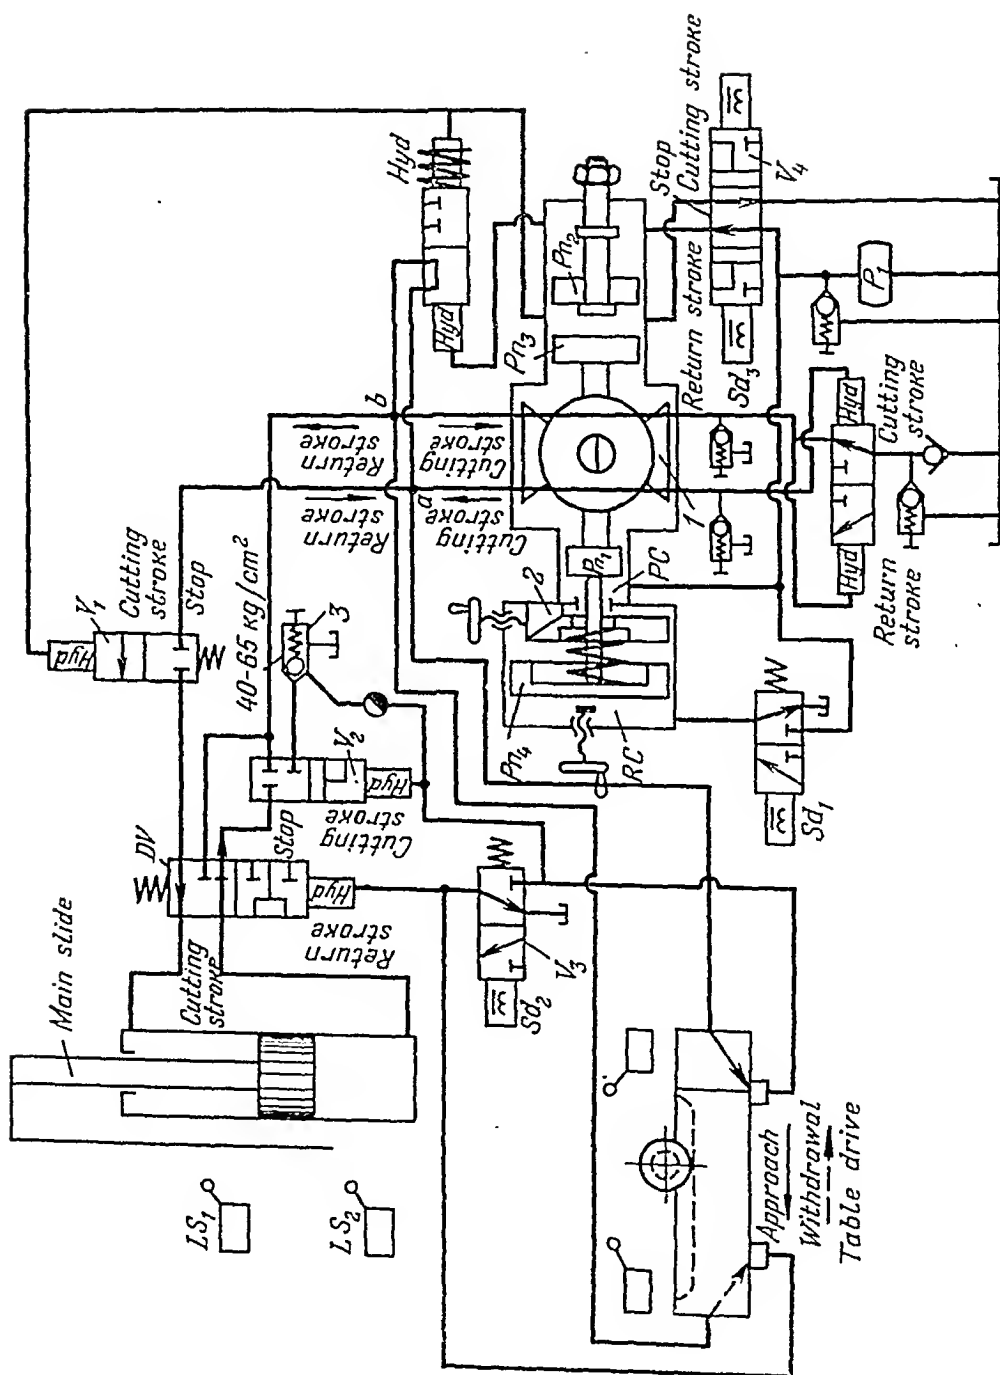 Main slide
LS₁
LS₂
Cutting
stroke
DV
Stop
Hyd
Return
stroke
V₁
Hyd
Cutting
stroke
Stop
40-65 kg/cm²
3
V₂
Hyd
Cutting
stroke
Sd₂
V₃
Return
stroke
Cutting
stroke
a
Return
stroke
Cutting
stroke
b
Hyd
Hyd
2
Pn₄
RC
Pn₁
PC
1
Pn₃
Pn₂
Sd₁
Return stroke
Stop
Cutting stroke
Sd₃
V₄
P₁
Hyd
Hyd
Return
stroke
Cutting
stroke
Approach
Withdrawal
Table drive